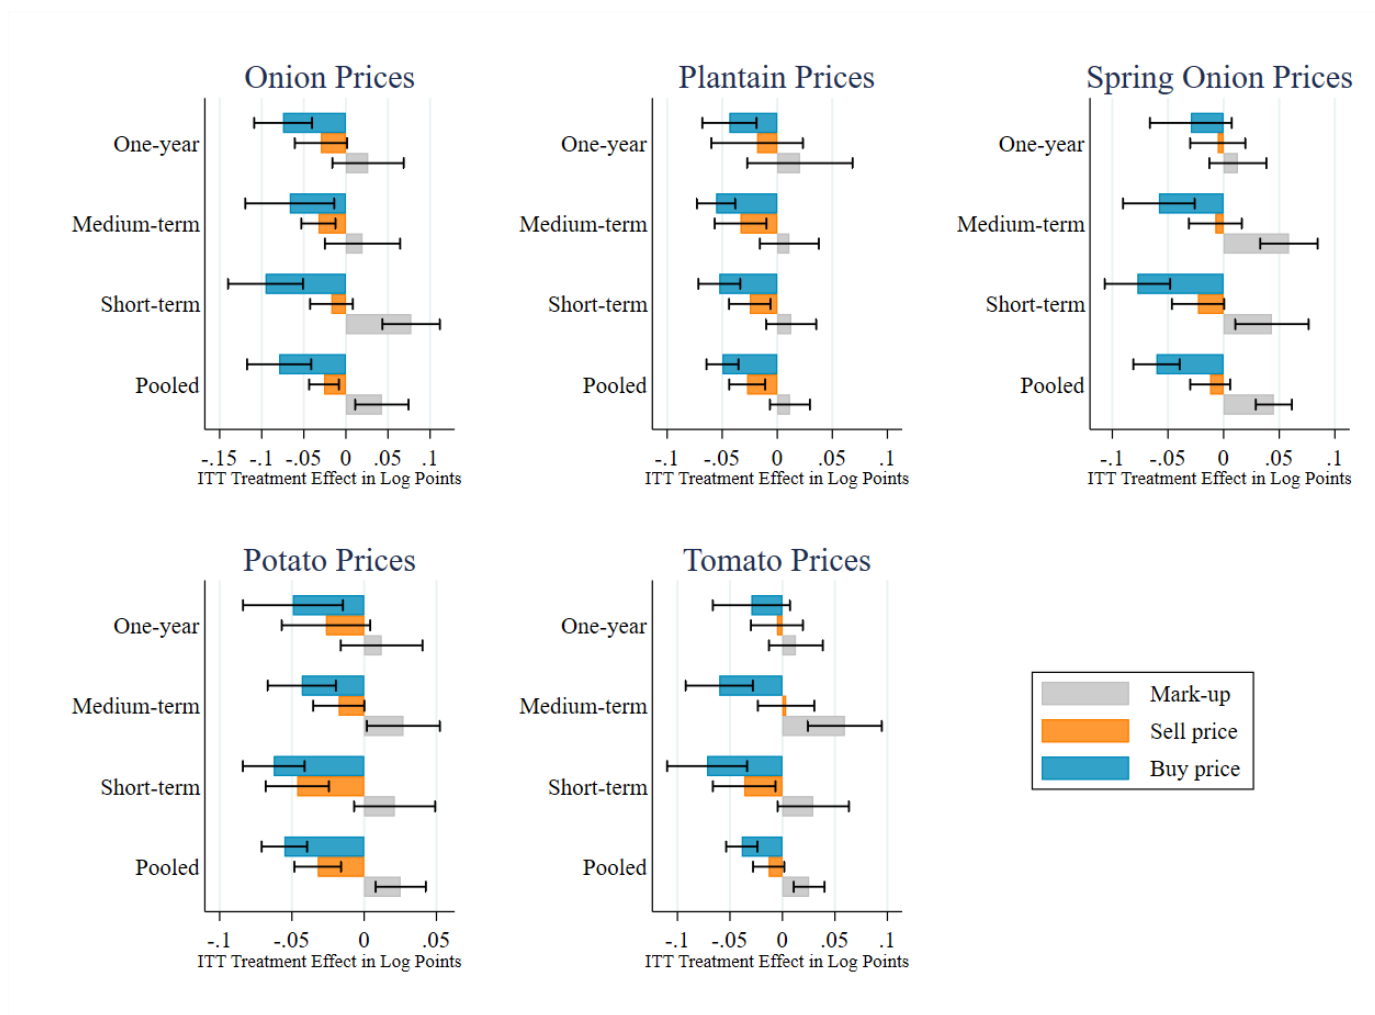 Onion Prices
One-year
Medium-term
Short-term
Pooled
-.15 -.1 -.05 0 .05 .1
ITT Treatment Effect in Log Points
Plantain Prices
One-year
Medium-term
Short-term
Pooled
-.1 -.05 0 .05 .1
ITT Treatment Effect in Log Points
Spring Onion Prices
One-year
Medium-term
Short-term
Pooled
-.1 -.05 0 .05 .1
ITT Treatment Effect in Log Points
Potato Prices
One-year
Medium-term
Short-term
Pooled
-.1 -.05 0 .05
ITT Treatment Effect in Log Points
Tomato Prices
One-year
Medium-term
Short-term
Pooled
-.1 -.05 0 .05 .1
ITT Treatment Effect in Log Points
Mark-up
Sell price
Buy price